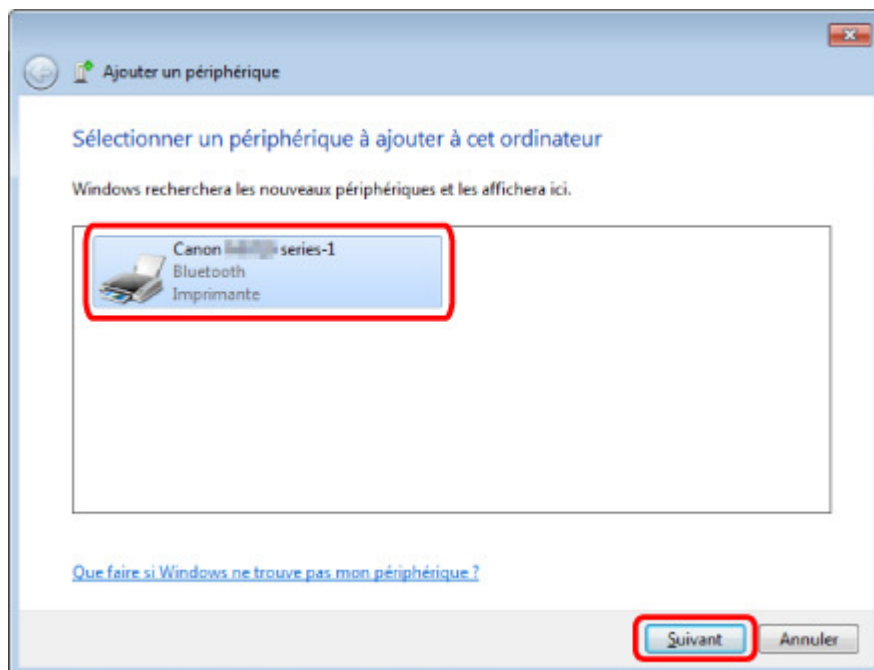 Ajouter un périphérique
Sélectionner un périphérique à ajouter à cet ordinateur
Windows recherchera les nouveaux périphériques et les affichera ici.
Canon series-1
Bluetooth
Imprimante
Que faire si Windows ne trouve pas mon périphérique ?
Suivant Annuler